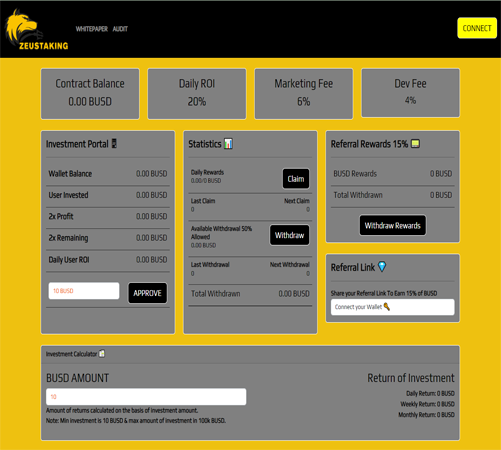 ZEUSTAKING
WHITEPAPER AUDIT
CONNECT
Contract Balance
0.00 BUSD
Daily ROI
20%
Marketing Fee
6%
Dev Fee
4%
Investment Portal
Wallet Balance 0.00 BUSD
User Invested 0.00 BUSD
2x Profit 0.00 BUSD
2x Remaining 0.00 BUSD
Daily User ROI 0.00 BUSD
10 BUSD
APPROVE
Statistics
Daily Rewards
0.00/0 BUSD
Claim
Last Claim Next Claim
0 0
Available Withdrawal 50%
Allowed
0.00 BUSD
Withdraw
Last Withdrawal Next Withdrawal
0 0
Total Withdrawn 0.00 BUSD
Referral Rewards 15%
BUSD Rewards 0 BUSD
Total Withdrawn 0 BUSD
Withdraw Rewards
Referral Link
Share your Referral Link To Earn 15% of BUSD
Connect your Wallet
Investment Calculator
BUSD AMOUNT
10
Amount of returns calculated on the basis of investment amount.
Note: Min investment is 10 BUSD & max amount of investment in 100k BUSD.
Return of Investment
Daily Return: 0 BUSD
Weekly Return: 0 BUSD
Monthly Return: 0 BUSD